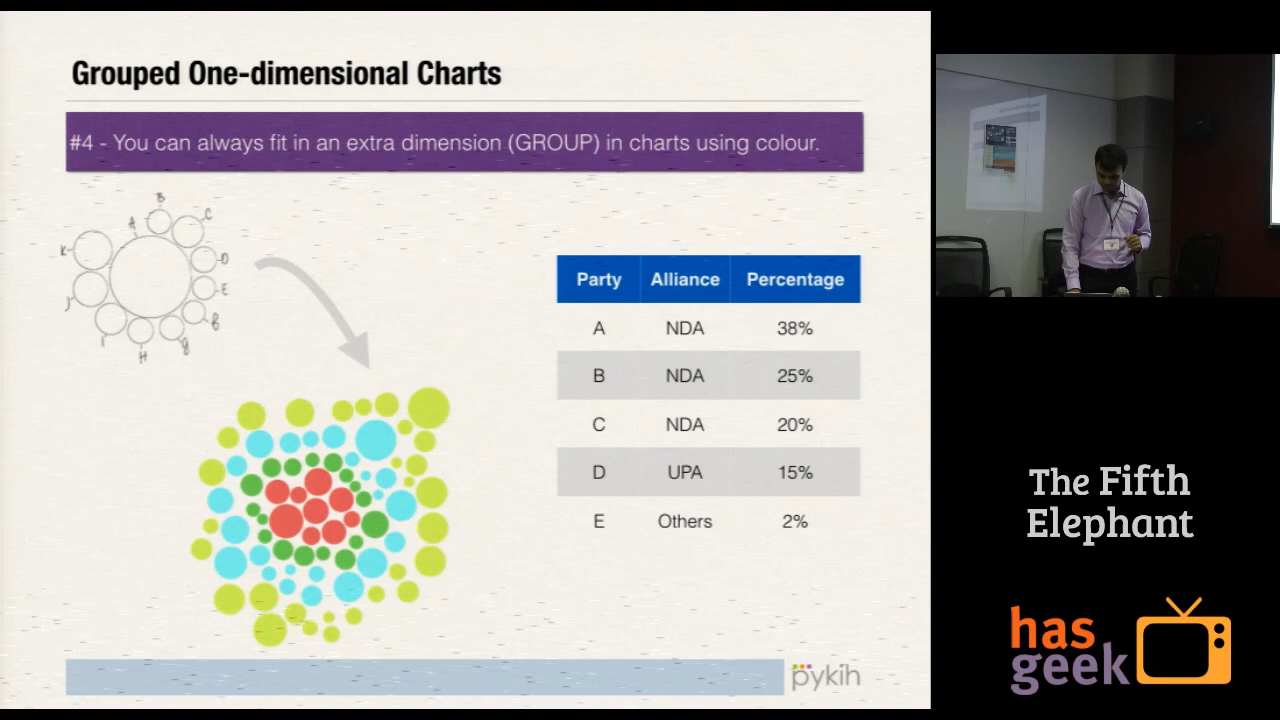 Grouped One-dimensional Charts
#4 - You can always fit in an extra dimension (GROUP) in charts using colour.
B
A
C
K
D
J
E
I
F
H
g
Party Alliance Percentage
A NDA 38%
B NDA 25%
C NDA 20%
D UPA 15%
E Others 2%
pykih
The Fifth
Elephant
has
geek